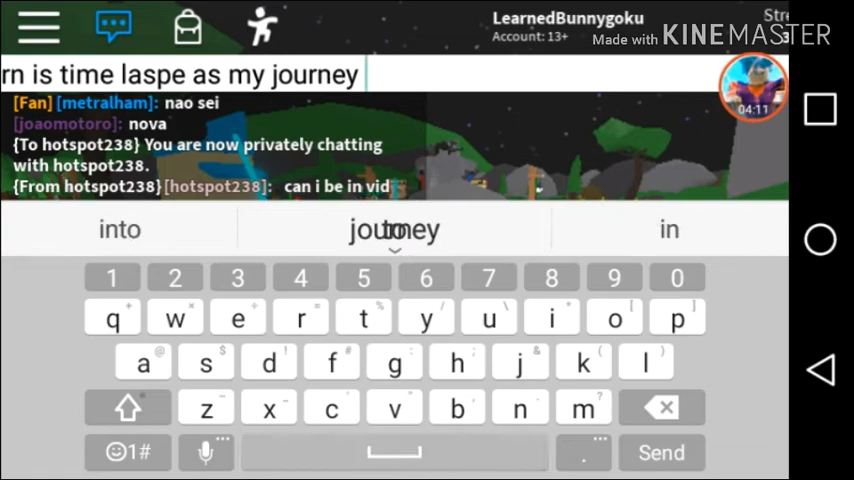 LearnedBunnygoku
Account: 13+
Stre
3
Made with KINEMASTER
rn is time laspe as my journey
04:11
[Fan] [metralham]: nao sei
[joaomotoro]: nova
{To hotspot238} You are now privately chatting
with hotspot238.
{From hotspot238}[hotspot238]: can i be in vid
into journey in
1 2 3 4 5 6 7 8 9 0
q w e r t y u i o p
a s d f g h j k l
z x c v b n m
1# . Send